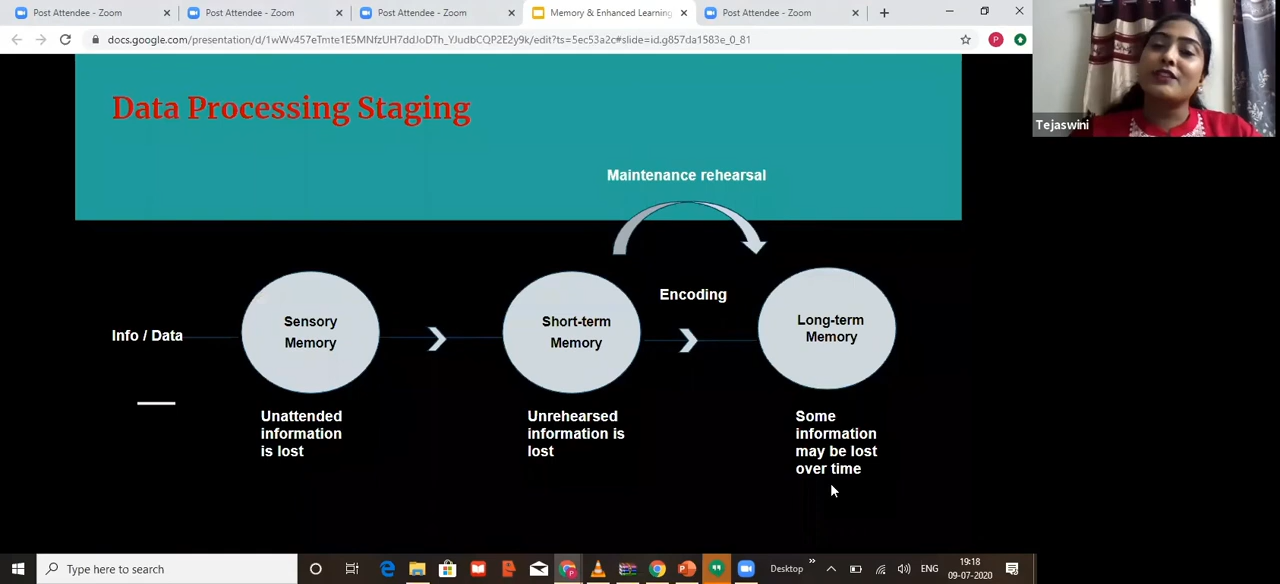 Post Attendee - Zoom
Post Attendee - Zoom
Post Attendee - Zoom
Memory & Enhanced Learning
Post Attendee - Zoom
docs.google.com/presentation/d/1wWv457eTmte1E5MNfzUH7ddJoDTh_YJudbCQP2E2y9k/edit?ts=5ec53a2c#slide=id.g857da1583e_0_81
P
Tejaswini
Data Processing Staging
Maintenance rehearsal
Encoding
Info / Data
Sensory
Memory
Short-term
Memory
Long-term
Memory
Unattended
information
is lost
Unrehearsed
information is
lost
Some
information
may be lost
over time
Type here to search
Desktop
ENG
19:18
09-07-2020